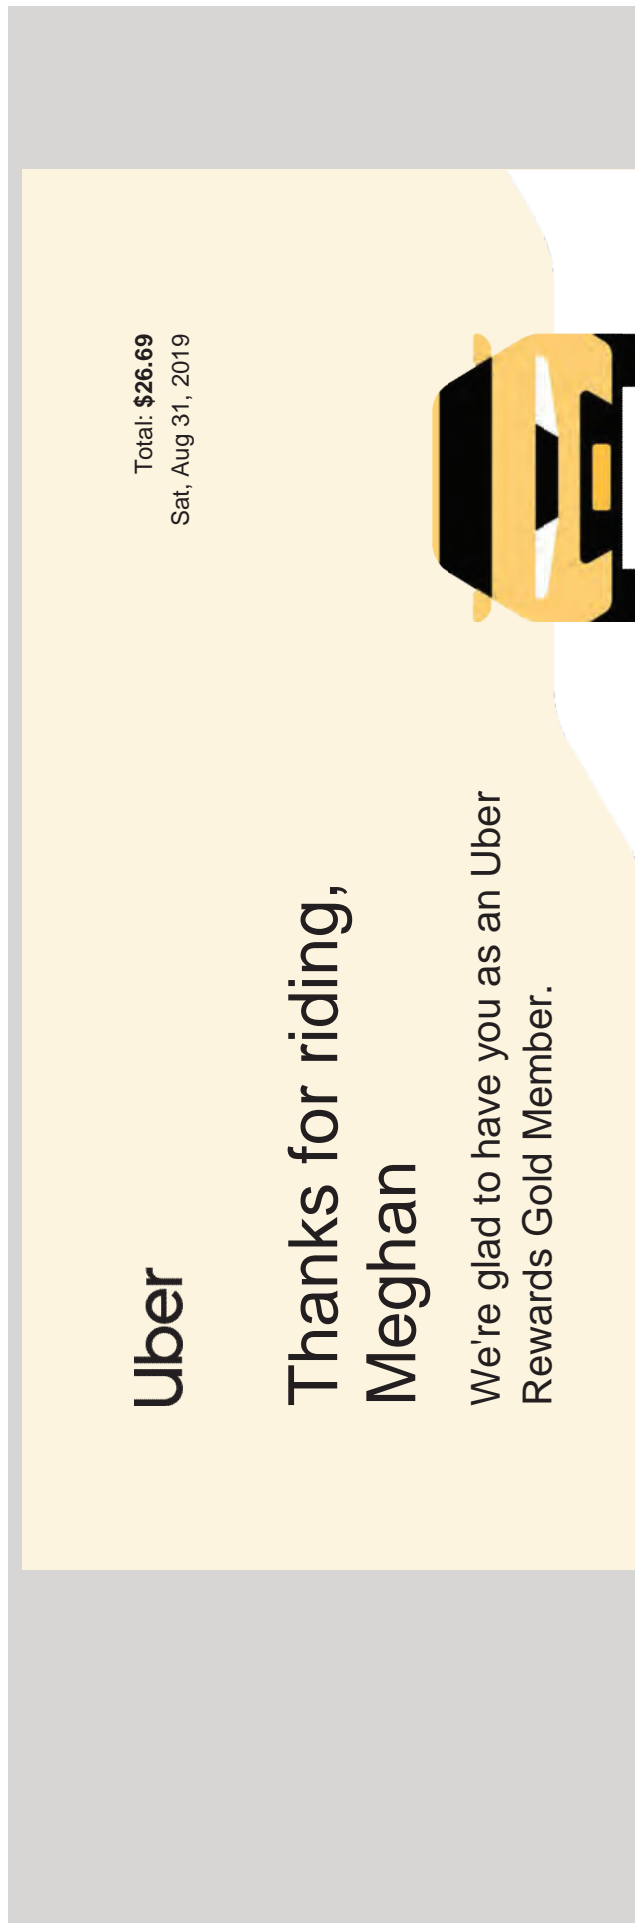 Uber
Total: $26.69
Sat, Aug 31, 2019
Thanks for riding,
Meghan
We're glad to have you as an Uber
Rewards Gold Member.